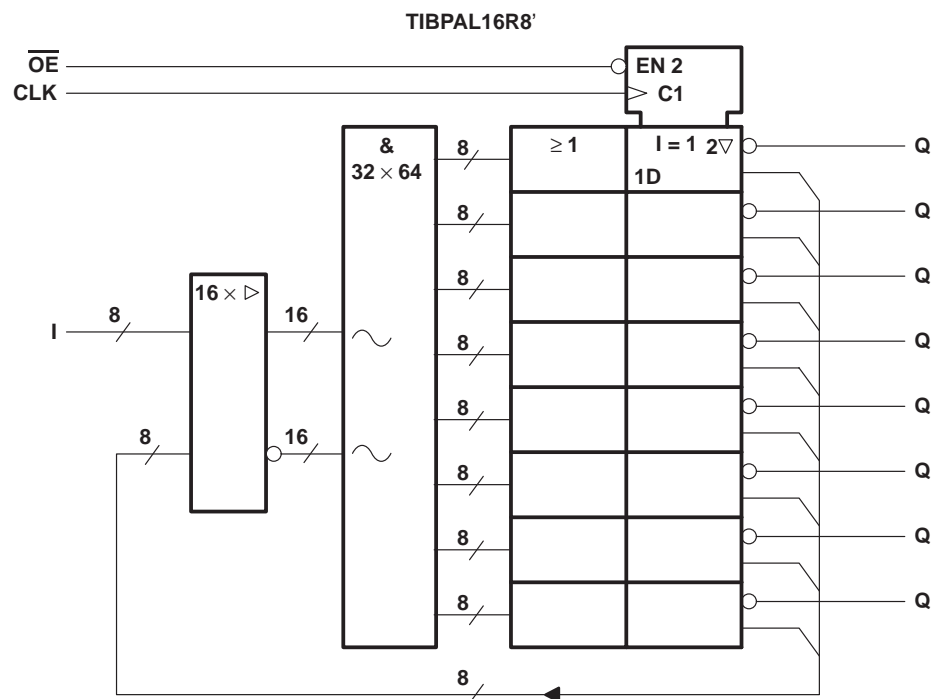 TIBPAL16R8’
OE
EN 2
CLK
C1
&
32 × 64
8
≥ 1
I = 1
2▽
1D
Q
8
Q
8
Q
16 × ▷
I
8
16
8
Q
8
Q
8
16
8
Q
8
Q
8
Q
8